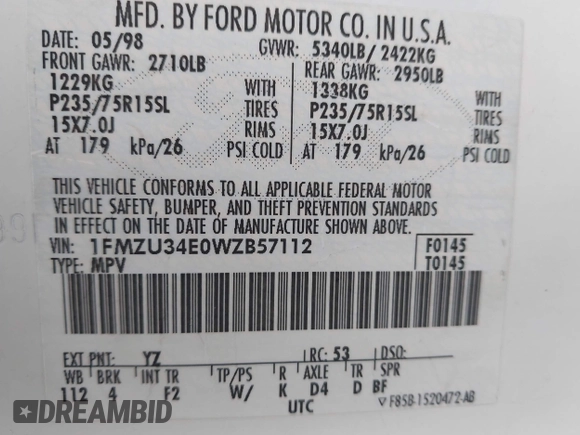 MFD. BY FORD MOTOR CO. IN U.S.A.
DATE: 05/98 GVWR: 5340LB/ 2422KG
FRONT GAWR: 2710LB REAR GAWR: 2950LB
1229KG WITH 1338KG WITH
P235/75R15SL TIRES P235/75R15SL TIRES
15X7.0J RIMS 15X7.0J RIMS
AT 179 kPa/26 PSI COLD AT 179 kPa/26 PSI COLD
THIS VEHICLE CONFORMS TO ALL APPLICABLE FEDERAL MOTOR
VEHICLE SAFETY, BUMPER, AND THEFT PREVENTION STANDARDS
IN EFFECT ON THE DATE OF MANUFACTURE SHOWN ABOVE.
VIN: 1FMZU34E0WZB57112 F0145
TYPE: MPV T0145
EXT PNT: YZ RC: 53 DSO:
WB BRK INT TR TP/PS R AXLE TR SPR
112 4 F2 W/ K D4 D BF
UTC ▽ F85B-1520472-AB
DREAMBID